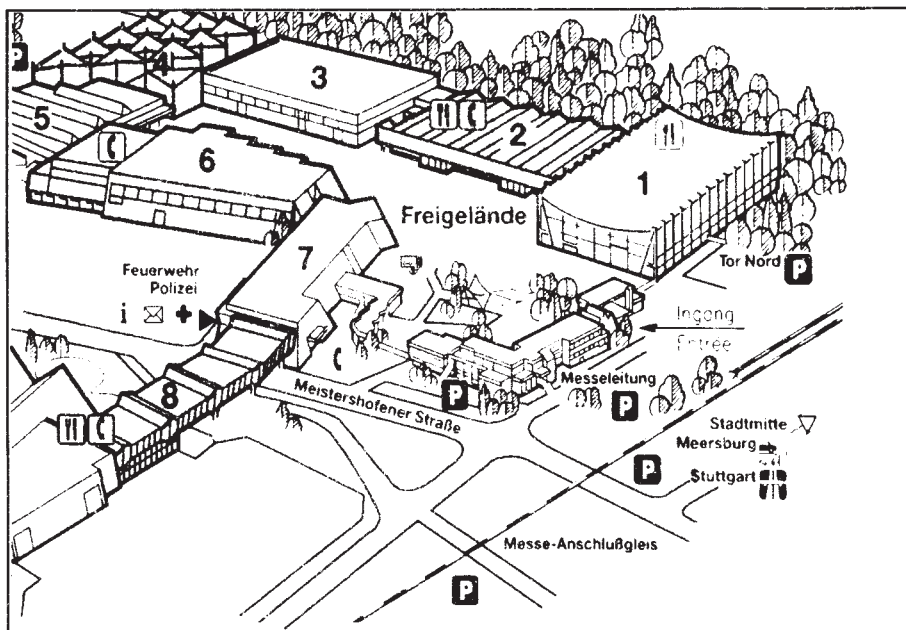 P
P
4
3
5
2
6
1
Freigelände
7
Tor Nord
P
Feuerwehr
Polizei
i
Ingang
Entrée
8
Meistershofener Straße
P
Messeleitung
P
Stadtmitte
Meersburg
Stuttgart
P
Messe-Anschlußgleis
P